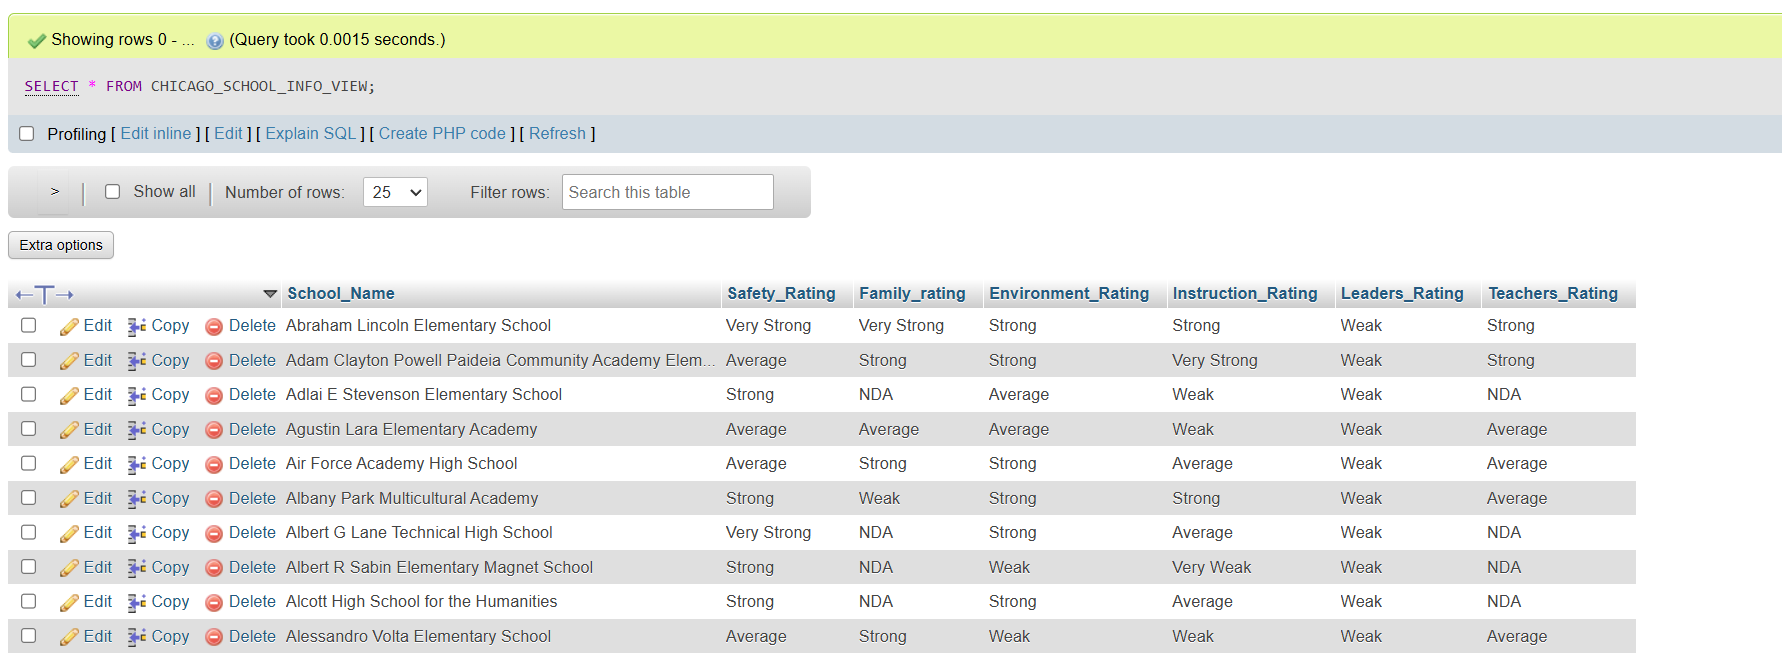 Showing rows 0 - ... (Query took 0.0015 seconds.)
SELECT * FROM CHICAGO_SCHOOL_INFO_VIEW;
Profiling [ Edit inline ] [ Edit ] [ Explain SQL ] [ Create PHP code ] [ Refresh ]
> | Show all | Number of rows: 25 Filter rows: Search this table
Extra options
←T→ School_Name Safety_Rating Family_rating Environment_Rating Instruction_Rating Leaders_Rating Teachers_Rating
Edit Copy Delete Abraham Lincoln Elementary School Very Strong Very Strong Strong Strong Weak Strong
Edit Copy Delete Adam Clayton Powell Paideia Community Academy Elem... Average Strong Strong Very Strong Weak Strong
Edit Copy Delete Adlai E Stevenson Elementary School Strong NDA Average Weak Weak NDA
Edit Copy Delete Agustin Lara Elementary Academy Average Average Average Weak Weak Average
Edit Copy Delete Air Force Academy High School Average Strong Strong Average Weak Average
Edit Copy Delete Albany Park Multicultural Academy Strong Weak Strong Strong Weak Average
Edit Copy Delete Albert G Lane Technical High School Very Strong NDA Strong Average Weak NDA
Edit Copy Delete Albert R Sabin Elementary Magnet School Strong NDA Weak Very Weak Weak NDA
Edit Copy Delete Alcott High School for the Humanities Strong NDA Strong Average Weak NDA
Edit Copy Delete Alessandro Volta Elementary School Average Strong Weak Weak Weak Average